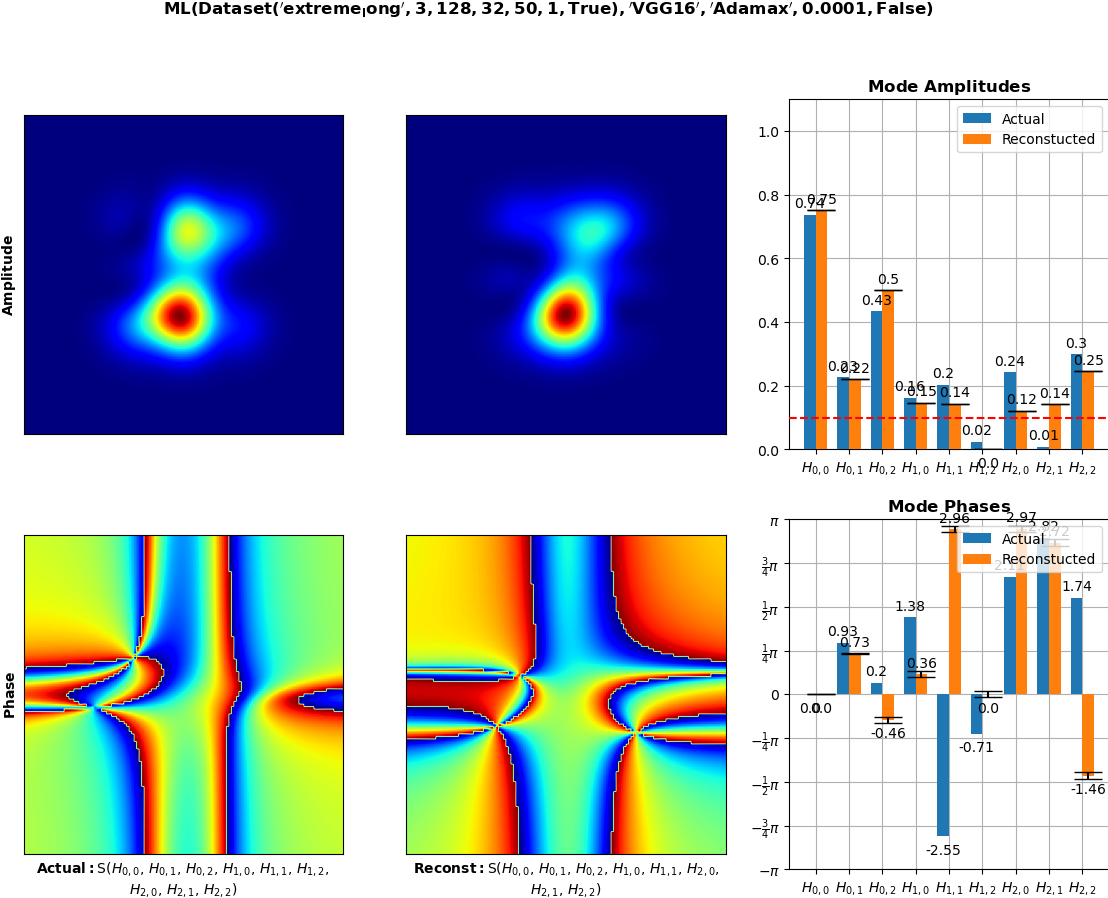 ML(Dataset('extreme_long', 3, 128, 32, 50, 1, True), 'VGG16', 'Adamax', 0.0001, False)
Amplitude
Mode Amplitudes
Actual
Reconstucted
1.0
0.8
0.6
0.4
0.2
0.0
0.74 0.75
0.23 0.22
0.43 0.5
0.16 0.15
0.2 0.14
0.02 0.0
0.24 0.12
0.01 0.14
0.3 0.25
H0,0 H0,1 H0,2 H1,0 H1,1 H1,2 H2,0 H2,1 H2,2
Phase
Actual: S(H0,0, H0,1, H0,2, H1,0, H1,1, H1,2,
H2,0, H2,1, H2,2)
Reconst: S(H0,0, H0,1, H0,2, H1,0, H1,1, H2,0,
H2,1, H2,2)
Mode Phases
Actual
Reconstucted
π
3/4π
1/2π
1/4π
0
−1/4π
−1/2π
−3/4π
−π
0.0 0.0
0.93 0.73
0.2 -0.46
1.38 0.36
-2.55 2.96
-0.71 0.0
2.97
2.82
1.74 -1.46
H0,0 H0,1 H0,2 H1,0 H1,1 H1,2 H2,0 H2,1 H2,2